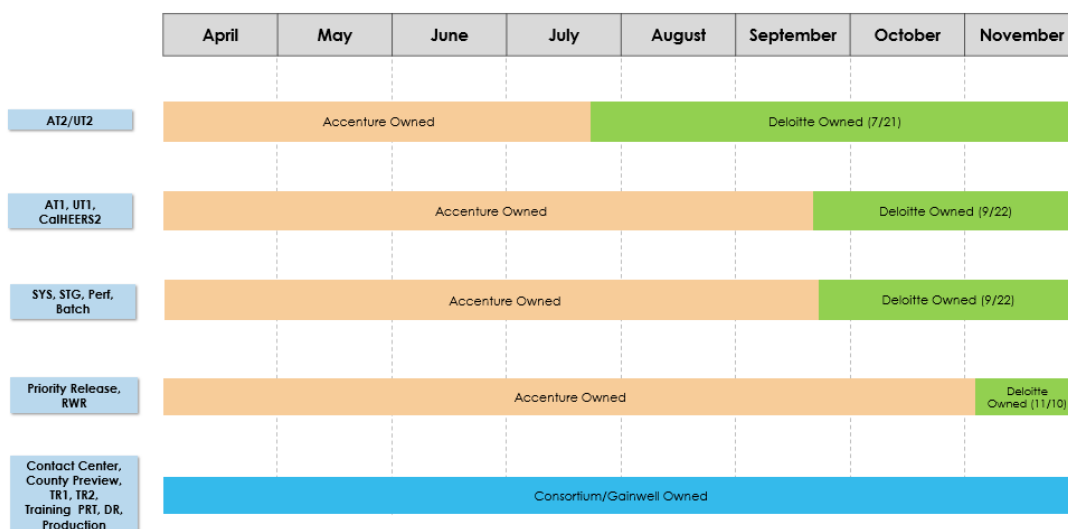 April May June July August September October November
AT2/UT2
Accenture Owned
Deloitte Owned (7/21)
AT1, UT1,
CalHEERS2
Accenture Owned
Deloitte Owned (9/22)
SYS, STG, Perf,
Batch
Accenture Owned
Deloitte Owned (9/22)
Priority Release,
RWR
Accenture Owned
Deloitte
Owned (11/10)
Contact Center,
County Preview,
TR1, TR2,
Training PRT, DR,
Production
Consortium/Gainwell Owned